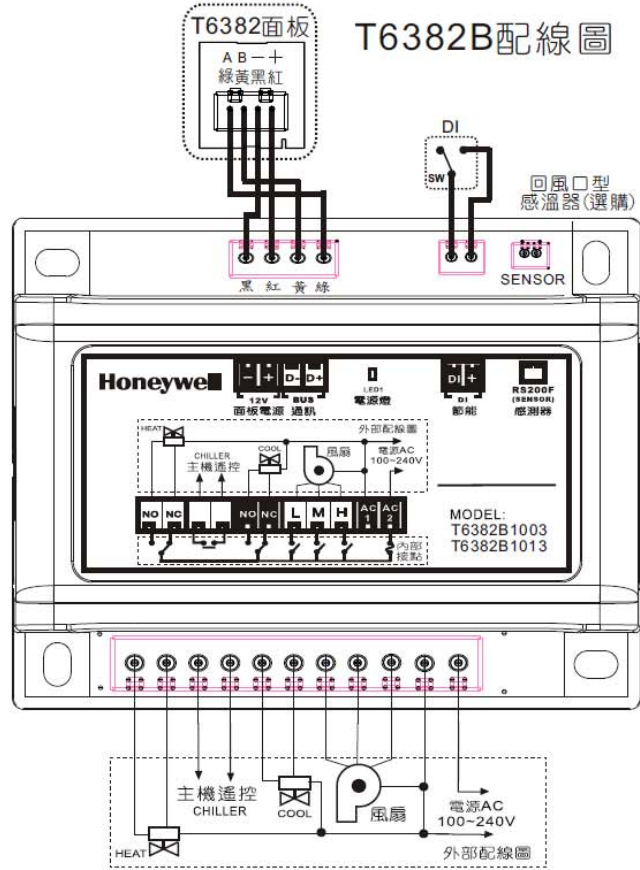 T6382面板
T6382B配線圖
A B － ＋
綠黃黑紅
DI
SW
回風口型
感溫器(選購)
SENSOR
黑 紅 黃 綠
Honeywell
－ ＋ D- D+
DI ＋
12V
面板電源
BUS
通訊
LED1
電源燈
DI
節能
RS200F
(SENSOR)
感測器
HEAT
CHILLER
主機遙控
COOL
風扇
外部配線圖
電源AC
100~240V
NO NC NO NC L M H AC1 AC2
內部
接點
MODEL:
T6382B1003
T6382B1013
主機遙控
CHILLER
COOL
風扇
電源AC
100~240V
HEAT
外部配線圖